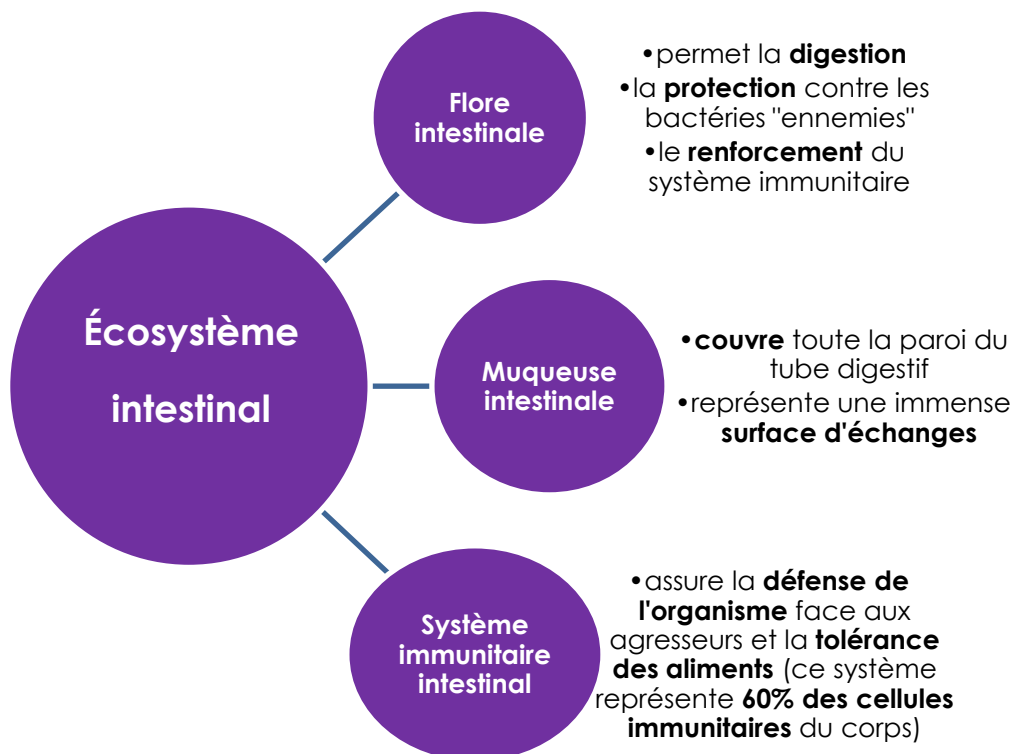 Écosystème
intestinal
Flore
intestinale
•permet la digestion
•la protection contre les
bactéries "ennemies"
•le renforcement du
système immunitaire
Muqueuse
intestinale
•couvre toute la paroi du
tube digestif
•représente une immense
surface d'échanges
Système
immunitaire
intestinal
•assure la défense de
l'organisme face aux
agresseurs et la tolérance
des aliments (ce système
représente 60% des cellules
immunitaires du corps)